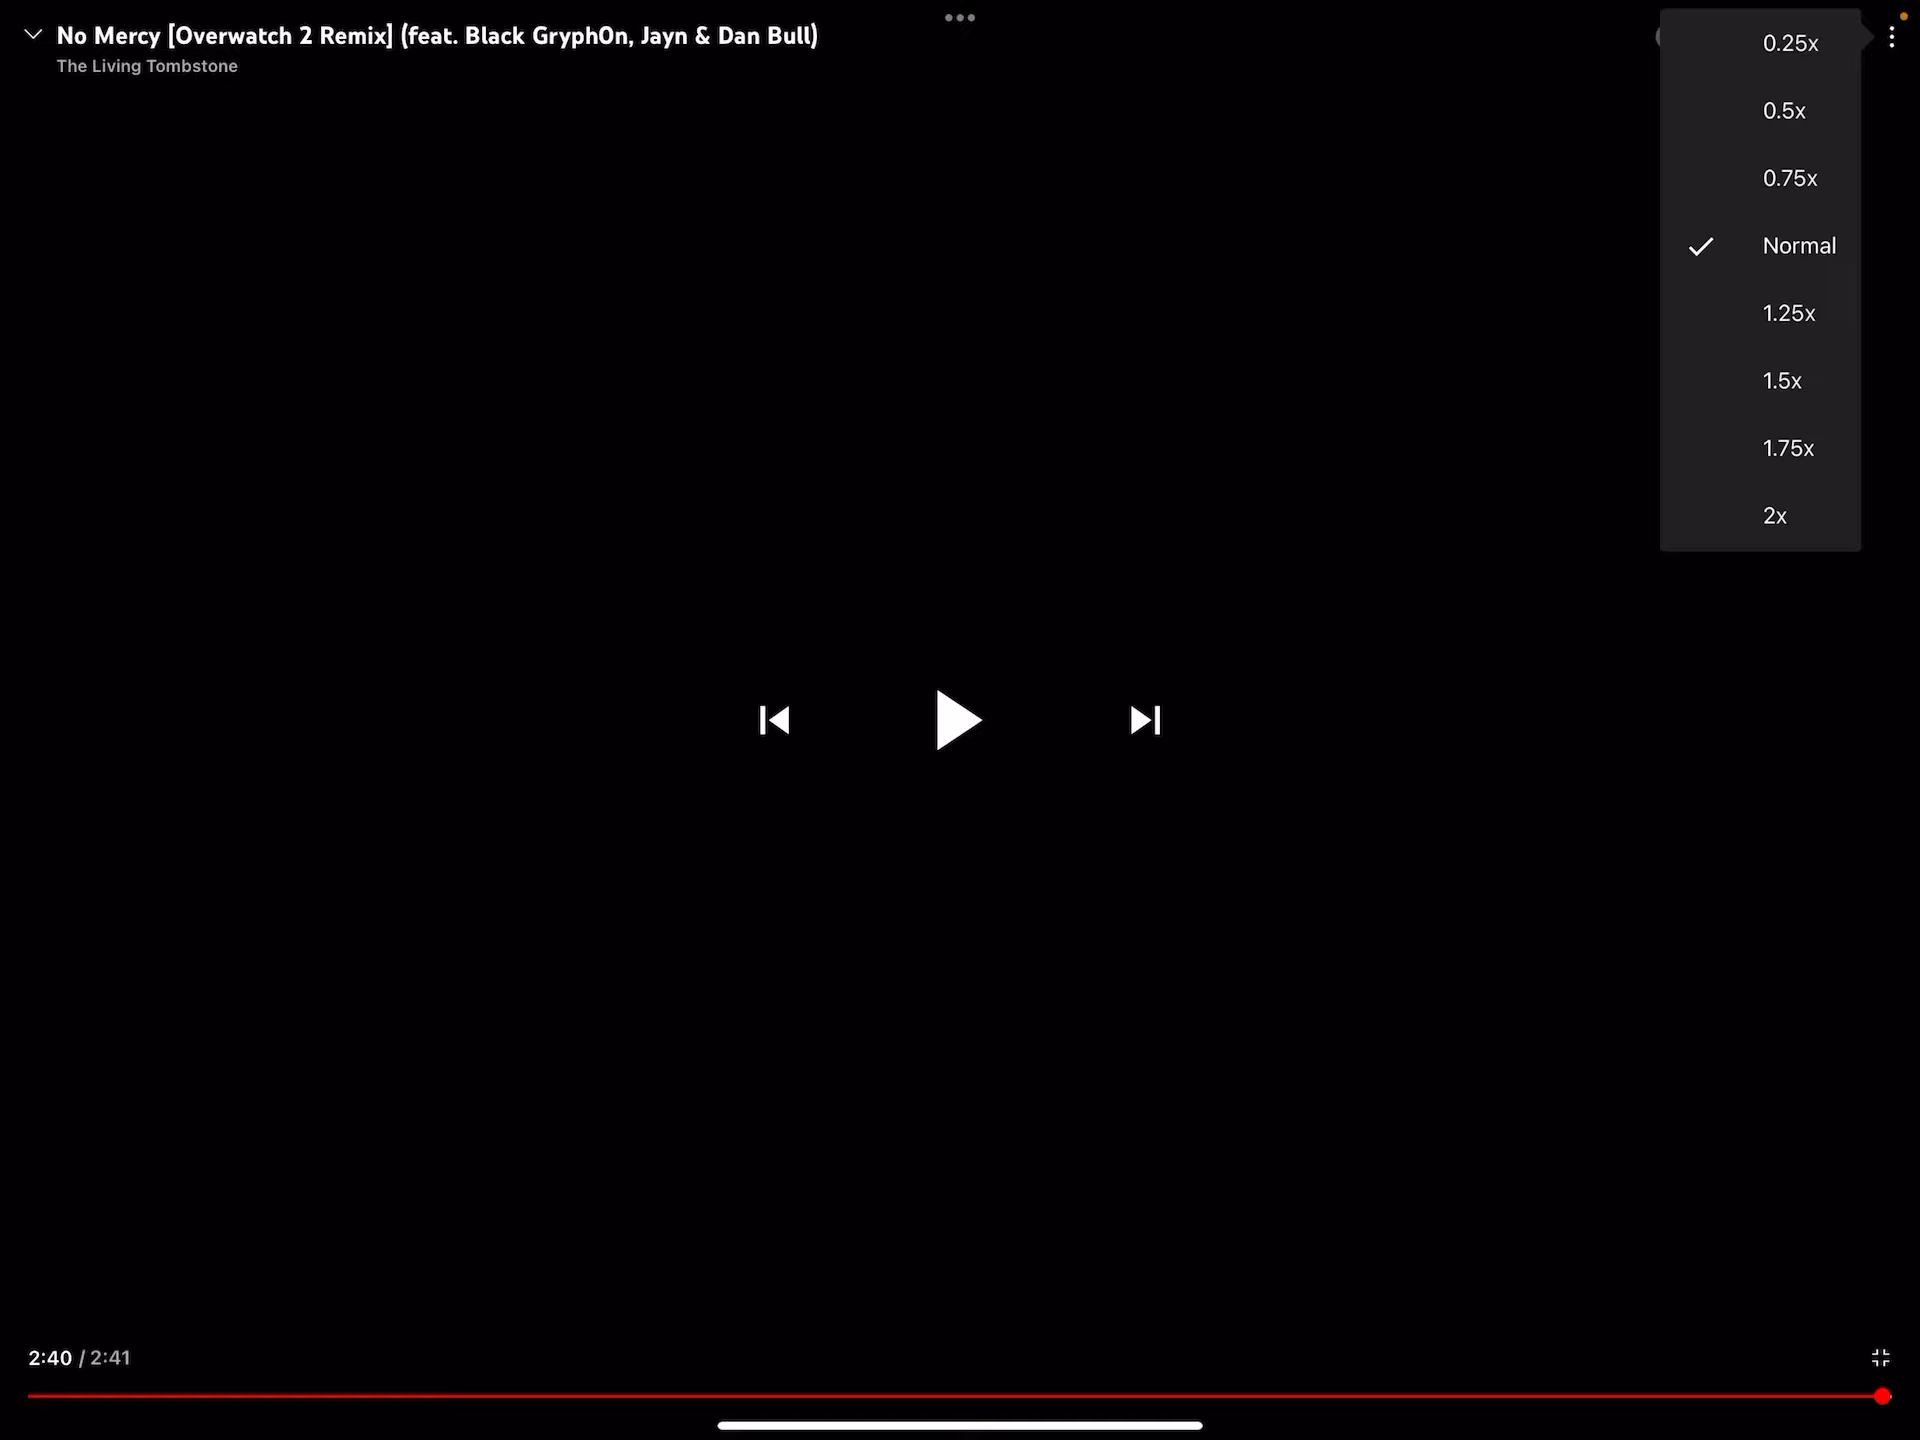 No Mercy [Overwatch 2 Remix] (feat. Black Gryph0n, Jayn & Dan Bull)
The Living Tombstone
0.25x
0.5x
0.75x
Normal
1.25x
1.5x
1.75x
2x
2:40 / 2:41